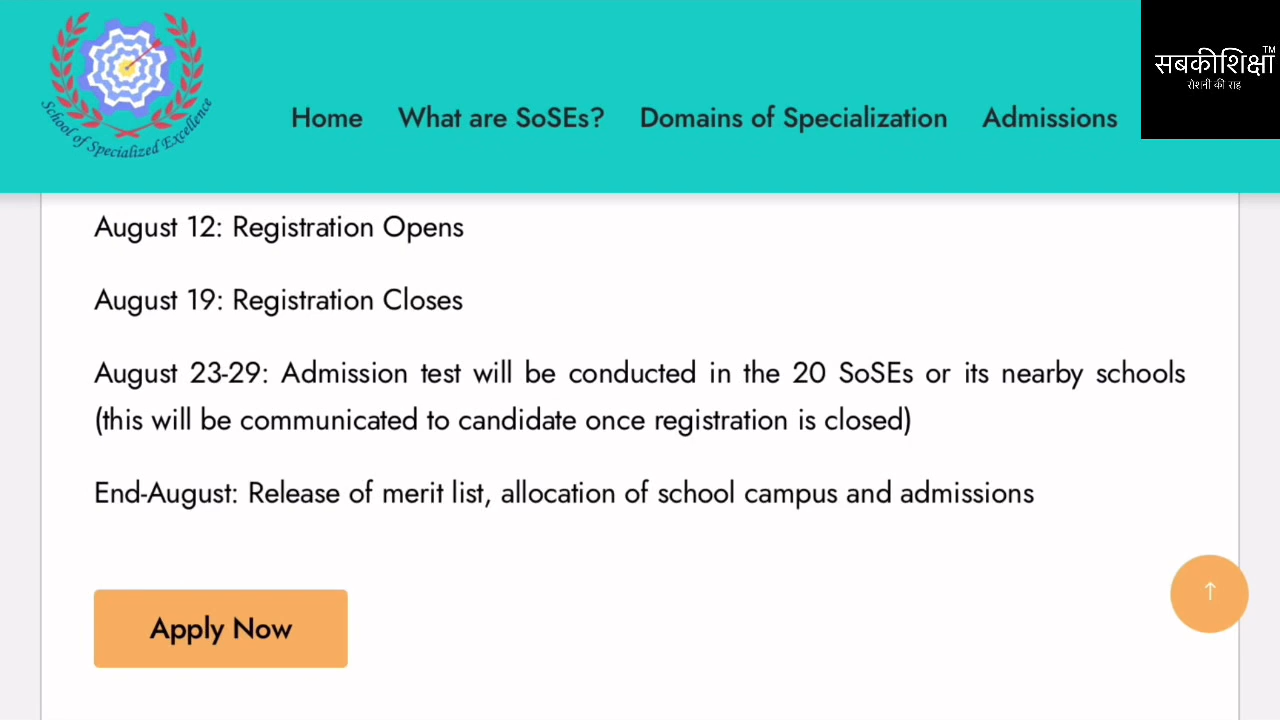 School of Specialized Excellence
Home What are SoSEs? Domains of Specialization Admissions
सबकीशिक्षा™
रोशनी की राह
August 12: Registration Opens
August 19: Registration Closes
August 23-29: Admission test will be conducted in the 20 SoSEs or its nearby schools
(this will be communicated to candidate once registration is closed)
End-August: Release of merit list, allocation of school campus and admissions
Apply Now